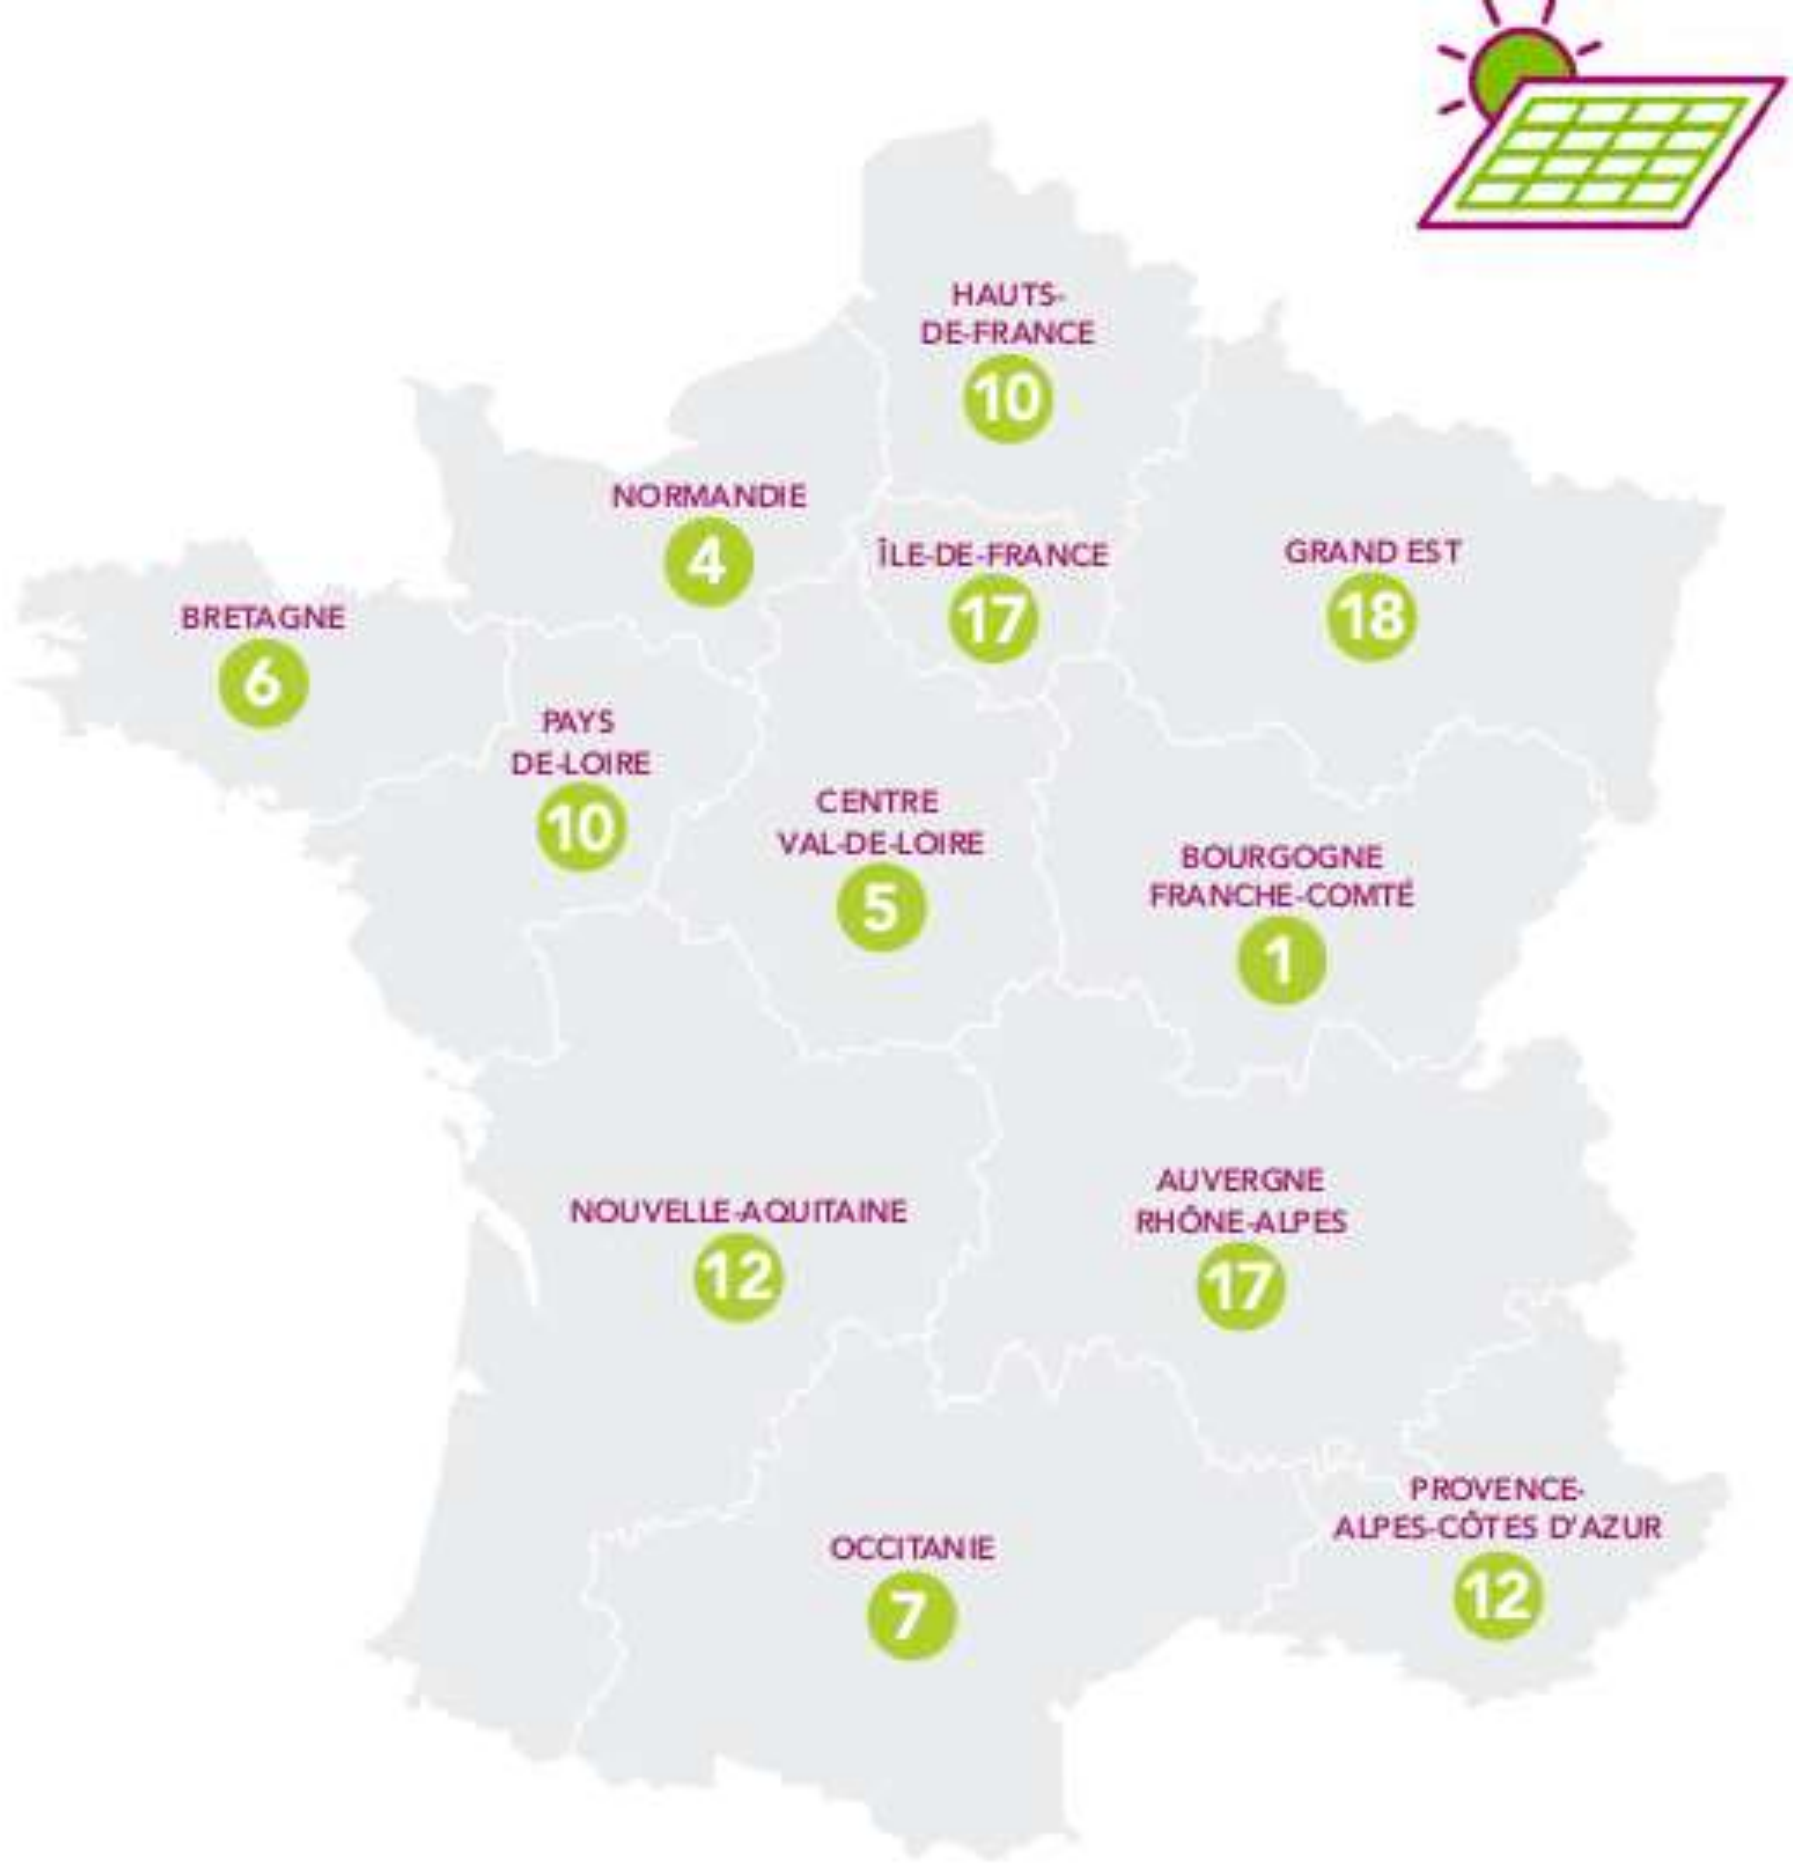 HAUTS-
DE-FRANCE
10
NORMANDIE
4
ÎLE-DE-FRANCE
17
GRAND EST
18
BRETAGNE
6
PAYS
DE-LOIRE
10
CENTRE
VAL-DE-LOIRE
5
BOURGOGNE
FRANCHE-COMTÉ
1
NOUVELLE-AQUITAINE
12
AUVERGNE
RHÔNE-ALPES
17
OCCITANIE
7
PROVENCE-
ALPES-CÔTES D'AZUR
12